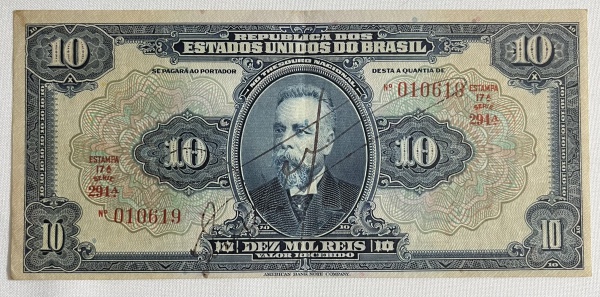 REPUBLICA DOS
ESTADOS UNIDOS DO BRASIL
10
10
SE PAGARÁ AO PORTADOR
NO THESOURO NACIONAL
DESTA A QUANTIA DE
Nº 010619
ESTAMPA
17ª
SERIE
291ª
10
10
ESTAMPA
17ª
SERIE
291ª
Nº 010619
10
10
10 DEZ MIL REIS 10
VALOR RECEBIDO
AMERICAN BANK NOTE COMPANY.